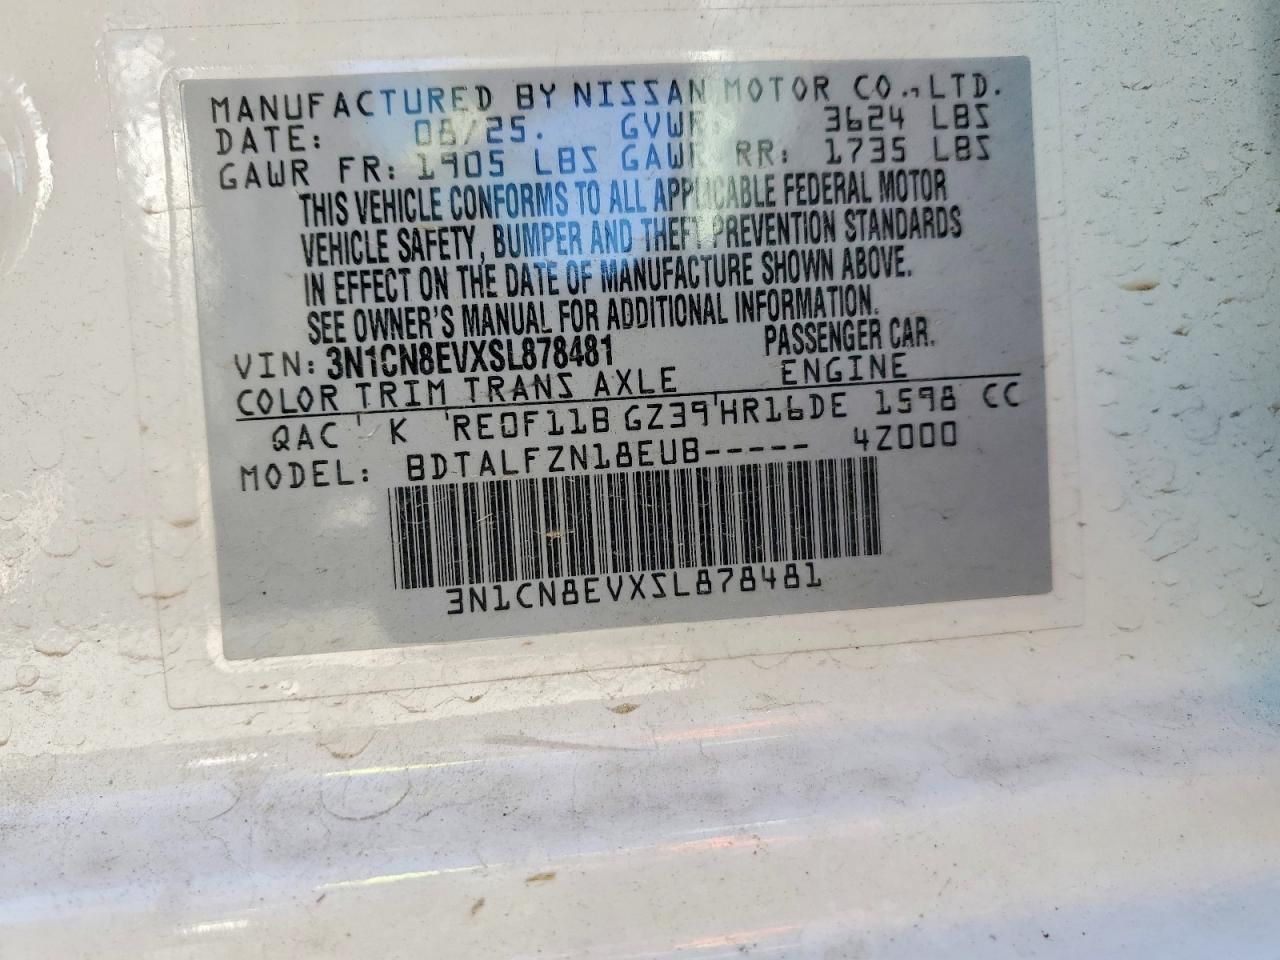 MANUFACTURED BY NISSAN MOTOR CO., LTD.
DATE: 08/25. GVWR: 3624 LBS
GAWR FR: 1905 LBS GAWR RR: 1735 LBS
THIS VEHICLE CONFORMS TO ALL APPLICABLE FEDERAL MOTOR
VEHICLE SAFETY, BUMPER AND THEFT PREVENTION STANDARDS
IN EFFECT ON THE DATE OF MANUFACTURE SHOWN ABOVE.
SEE OWNER'S MANUAL FOR ADDITIONAL INFORMATION.
VIN: 3N1CN8EVXSL878481 PASSENGER CAR.
COLOR TRIM TRANS AXLE ENGINE
QAC K RE0F11B GZ39 HR16DE 1598 CC
MODEL: BDTALFZN18EUB----- 4Z000
3N1CN8EVXSL878481